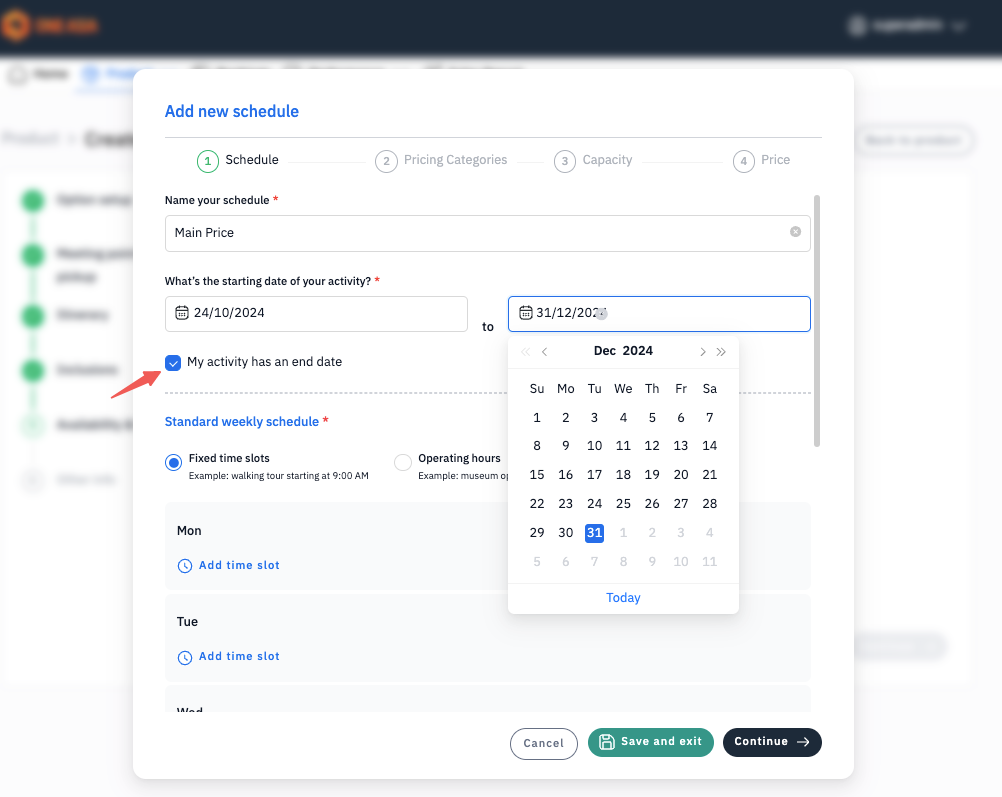 Home
Add new schedule
1 Schedule 2 Pricing Categories 3 Capacity 4 Price
Name your schedule *
Main Price
What's the starting date of your activity? *
24/10/2024 to 31/12/2024
My activity has an end date
Dec 2024
Su Mo Tu We Th Fr Sa
1 2 3 4 5 6 7
8 9 10 11 12 13 14
15 16 17 18 19 20 21
22 23 24 25 26 27 28
29 30 31 1 2 3 4
5 6 7 8 9 10 11
Today
Standard weekly schedule *
Fixed time slots
Example: walking tour starting at 9:00 AM
Operating hours
Example: museum op
Mon
Add time slot
Tue
Add time slot
Wed
Cancel Save and exit Continue